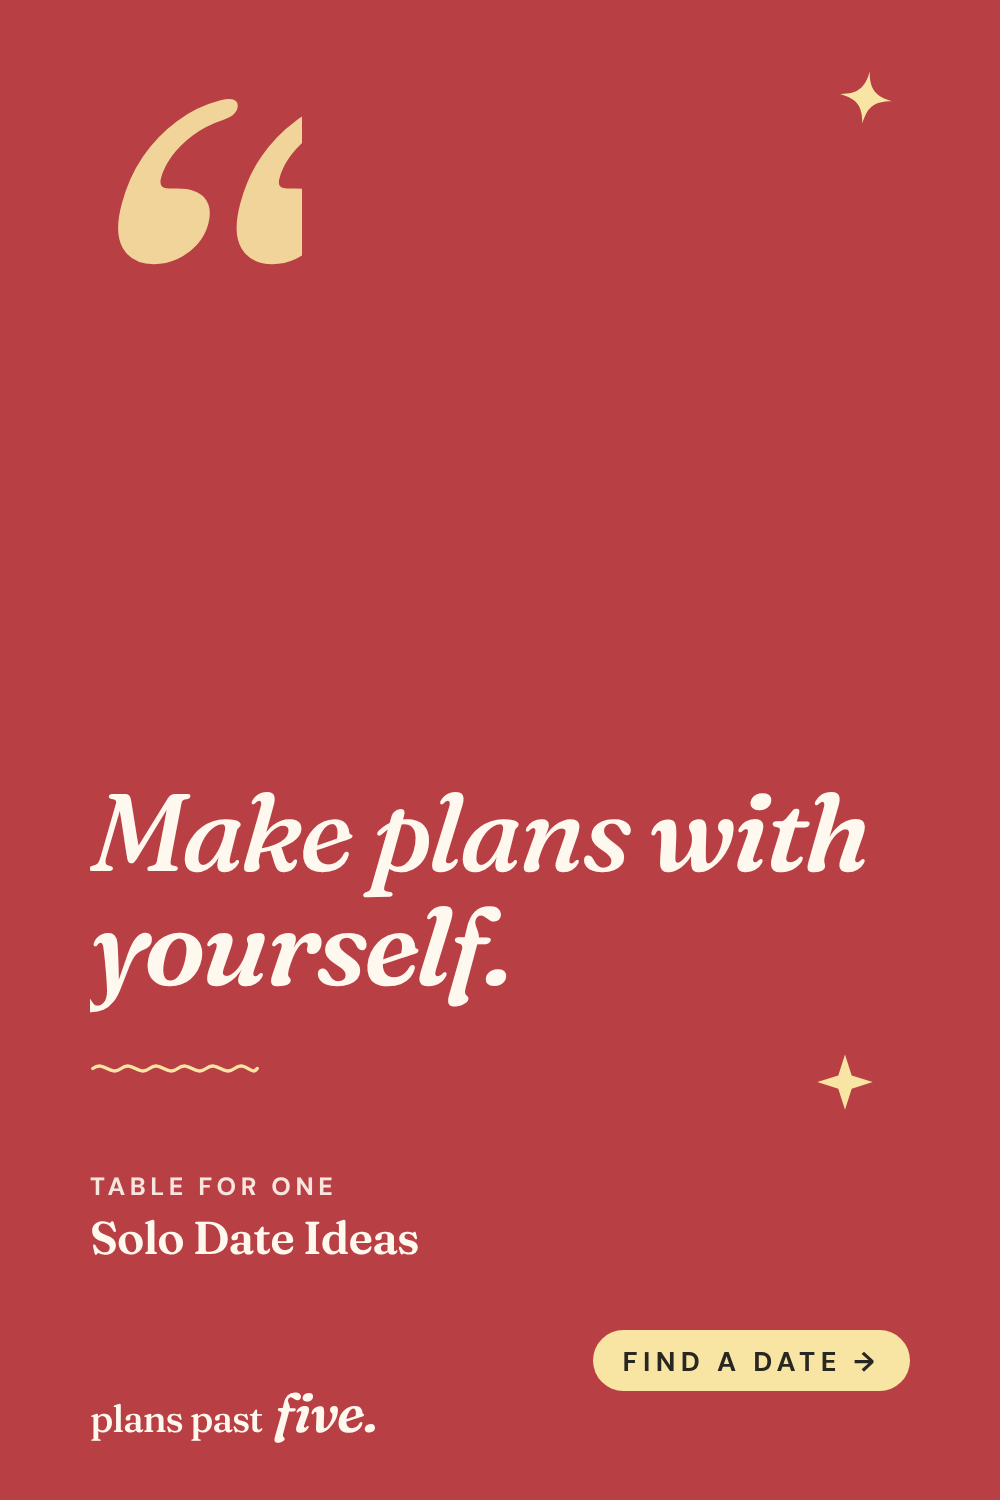 “
Make plans with
yourself.
TABLE FOR ONE
Solo Date Ideas
FIND A DATE →
plans past five.